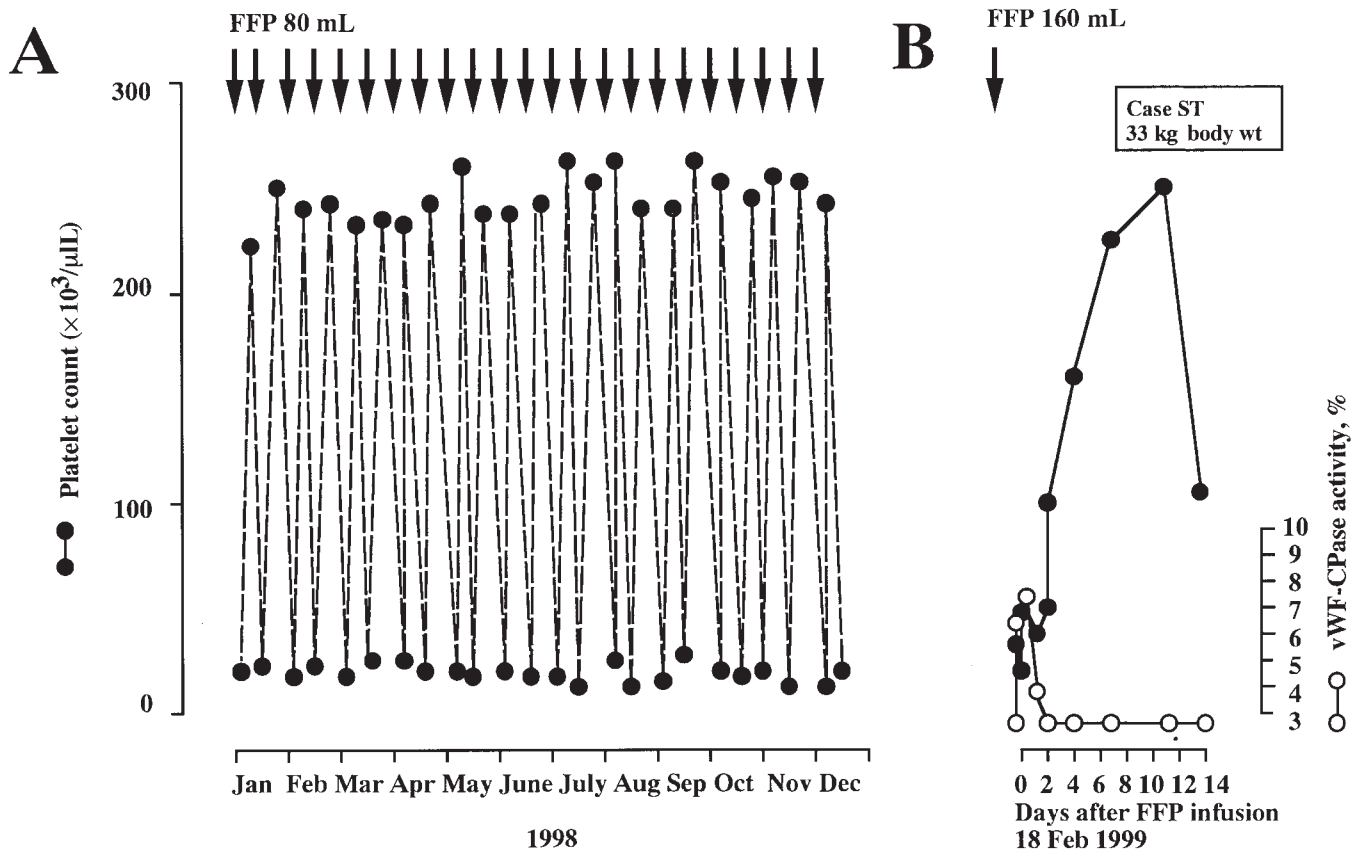 A
FFP 80 mL
300
200
100
0
Platelet count (×10³/μlL)
Jan Feb Mar Apr May June July Aug Sep Oct Nov Dec
1998
B
FFP 160 mL
Case ST
33 kg body wt
10
9
8
7
6
5
4
3
vWF-CPase activity, %
0 2 4 6 8 10 12 14
Days after FFP infusion
18 Feb 1999